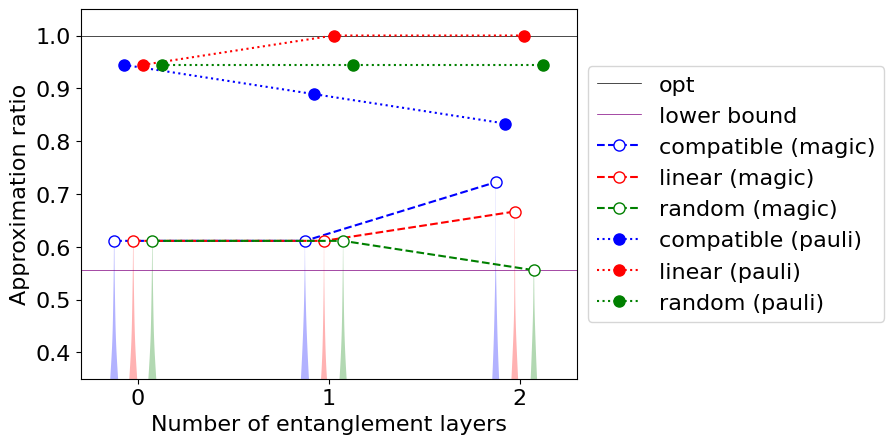 1.0
0.9
0.8
0.7
0.6
0.5
0.4
Approximation ratio
0 1 2
Number of entanglement layers
opt
lower bound
compatible (magic)
linear (magic)
random (magic)
compatible (pauli)
linear (pauli)
random (pauli)